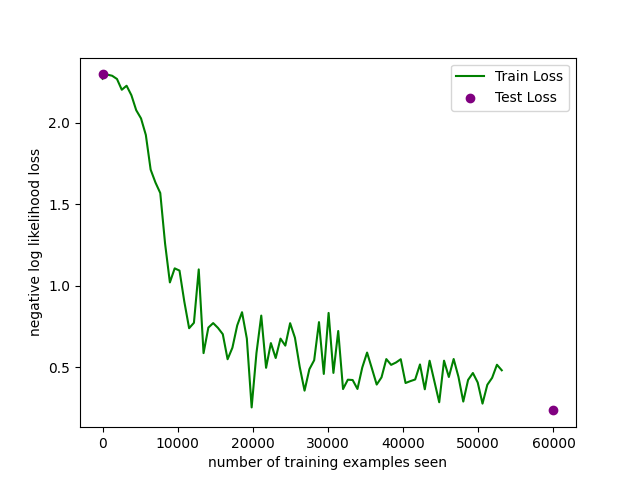 Train Loss
Test Loss
negative log likelihood loss
2.0
1.5
1.0
0.5
0 10000 20000 30000 40000 50000 60000
number of training examples seen